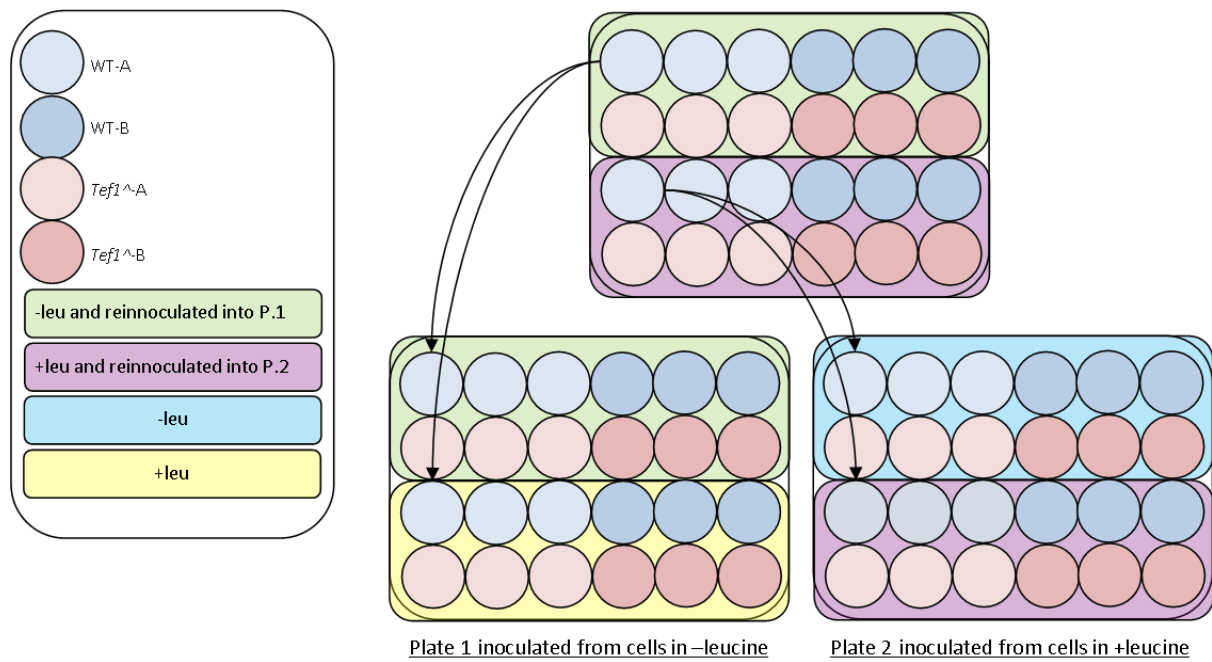 WT-A
WT-B
Tef1^-A
Tef1^-B
-leu and reinnoculated into P.1
+leu and reinnoculated into P.2
-leu
+leu
Plate 1 inoculated from cells in –leucine
Plate 2 inoculated from cells in +leucine